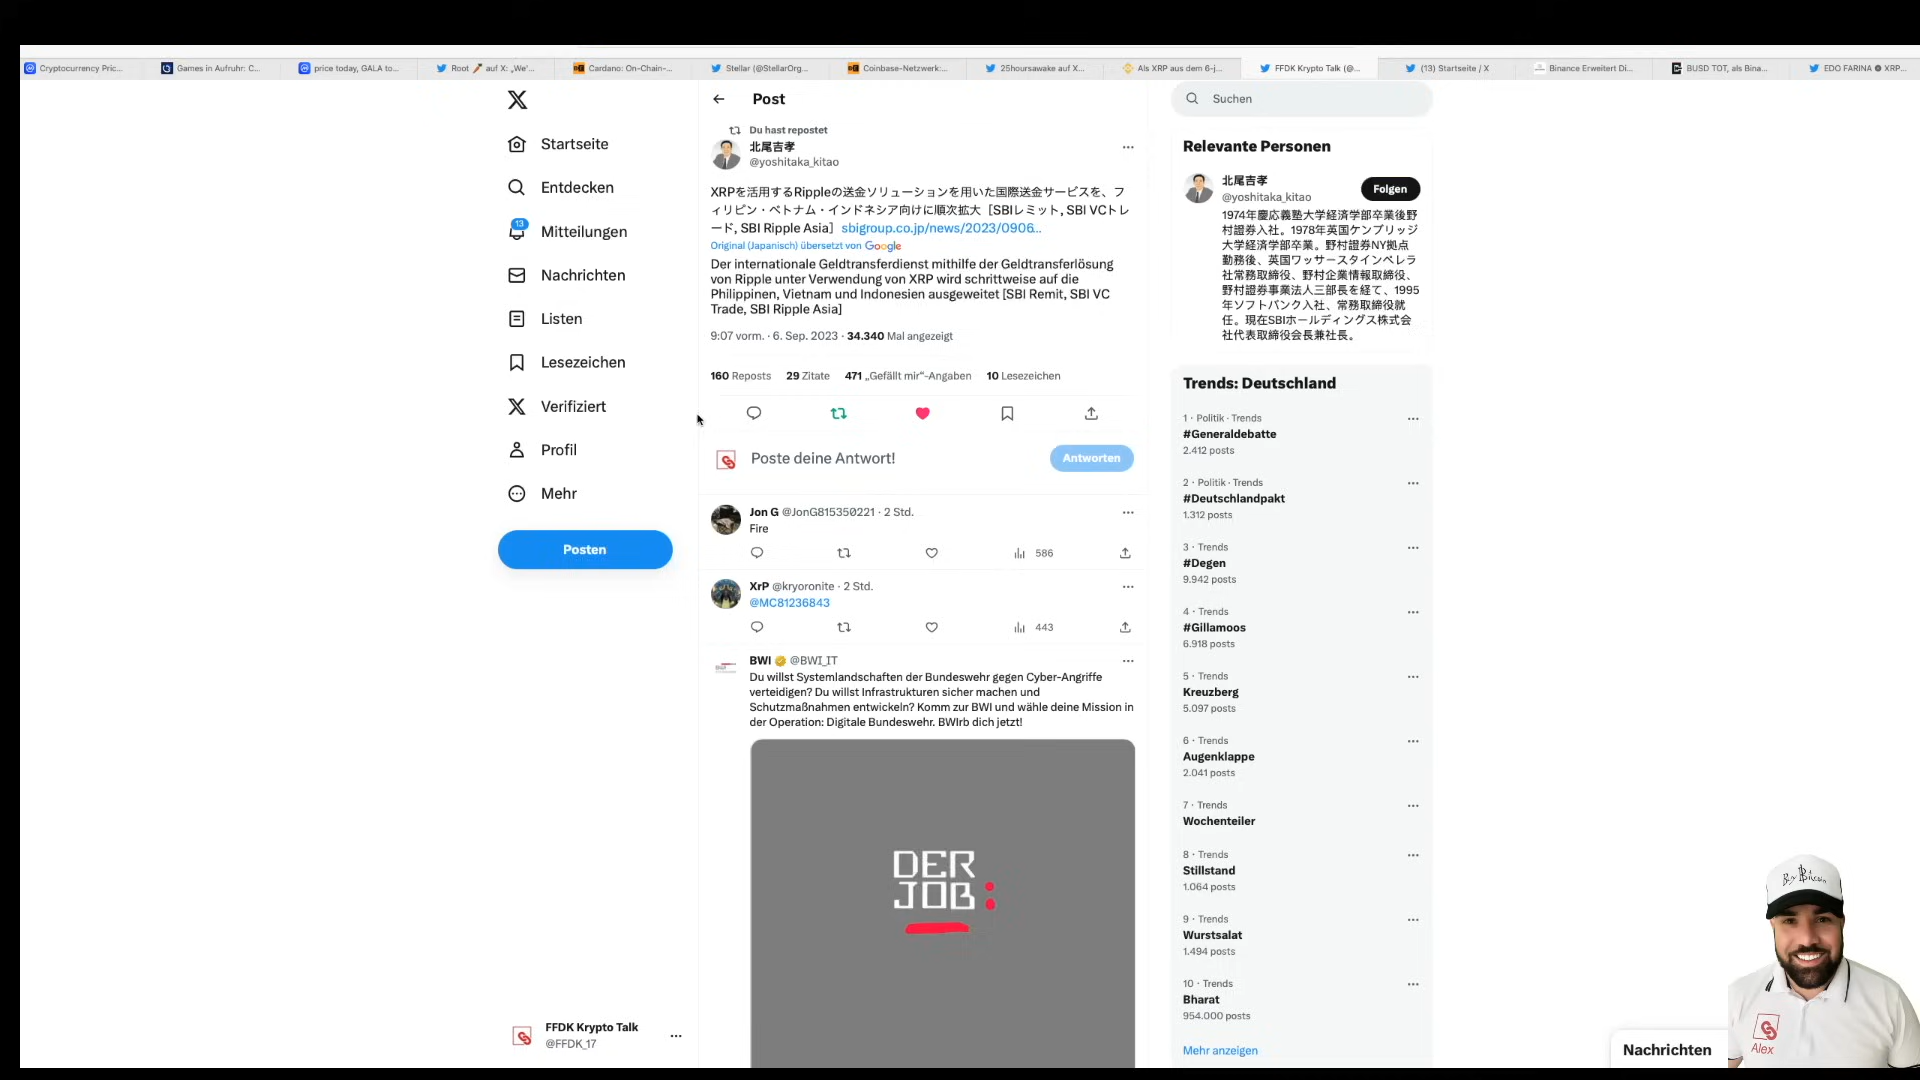 Cryptocurrency Pric...
Games in Aufruhr: C...
price today, GALA to...
Root 🥕 auf X: „We'...
Cardano: On-Chain-...
Stellar (@StellarOrg...
Coinbase-Netzwerk:...
25hoursawake auf X...
Als XRP aus dem 6-j...
FFDK Krypto Talk (@...
(13) Startseite / X
Binance Erweitert Di...
BUSD TOT, als Bina...
EDO FARINA 🅧 XRP...
Startseite
Entdecken
13
Mitteilungen
Nachrichten
Listen
Lesezeichen
Verifiziert
Profil
Mehr
Posten
FFDK Krypto Talk
@FFDK_17
Post
Du hast repostet
北尾吉孝
@yoshitaka_kitao
XRPを活用するRippleの送金ソリューションを用いた国際送金サービスを、フ
ィリピン・ベトナム・インドネシア向けに順次拡大［SBIレミット, SBI VCトレ
ード, SBI Ripple Asia］ sbigroup.co.jp/news/2023/0906...
Original (Japanisch) übersetzt von Google
Der internationale Geldtransferdienst mithilfe der Geldtransferlösung
von Ripple unter Verwendung von XRP wird schrittweise auf die
Philippinen, Vietnam und Indonesien ausgeweitet [SBI Remit, SBI VC
Trade, SBI Ripple Asia]
9:07 vorm. · 6. Sep. 2023 · 34.340 Mal angezeigt
160 Reposts 29 Zitate 471 „Gefällt mir“-Angaben 10 Lesezeichen
Poste deine Antwort!
Antworten
Jon G @JonG815350221 · 2 Std.
Fire
586
XrP @kryoronite · 2 Std.
@MC81236843
443
BWI @BWI_IT
Du willst Systemlandschaften der Bundeswehr gegen Cyber-Angriffe
verteidigen? Du willst Infrastrukturen sicher machen und
Schutzmaßnahmen entwickeln? Komm zur BWI und wähle deine Mission in
der Operation: Digitale Bundeswehr. BWIrb dich jetzt!
DER
JOB:
Suchen
Relevante Personen
北尾吉孝
@yoshitaka_kitao
Folgen
1974年慶応義塾大学経済学部卒業後野
村證券入社。1978年英国ケンブリッジ
大学経済学部卒業。野村證券NY拠点
勤務後、英国ワッサースタインペレラ
社常務取締役、野村企業情報取締役、
野村證券事業法人三部長を経て、1995
年ソフトバンク入社、常務取締役就
任。現在SBIホールディングス株式会
社代表取締役会長兼社長。
Trends: Deutschland
1 · Politik · Trends
#Generaldebatte
2.412 posts
2 · Politik · Trends
#Deutschlandpakt
1.312 posts
3 · Trends
#Degen
9.942 posts
4 · Trends
#Gillamoos
6.918 posts
5 · Trends
Kreuzberg
5.097 posts
6 · Trends
Augenklappe
2.041 posts
7 · Trends
Wochenteiler
8 · Trends
Stillstand
1.064 posts
9 · Trends
Wurstsalat
1.494 posts
10 · Trends
Bharat
954.000 posts
Mehr anzeigen
Nachrichten
Alex